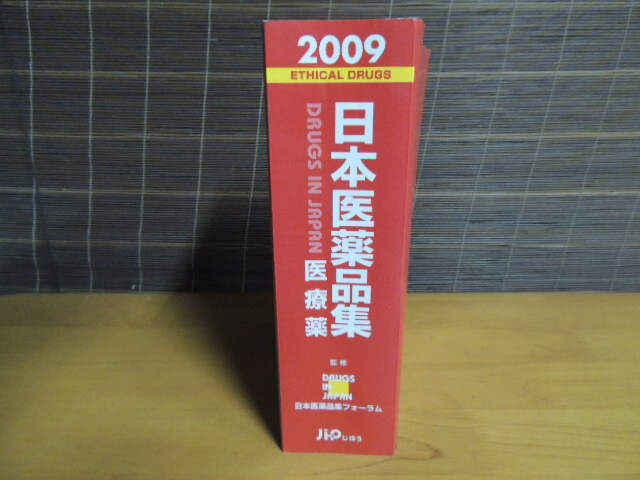 2009
ETHICAL DRUGS
日本医薬品集
DRUGS IN JAPAN
医療薬
監修
DRUGS
IN
JAPAN
日本医薬品集フォーラム
Jiho じほう